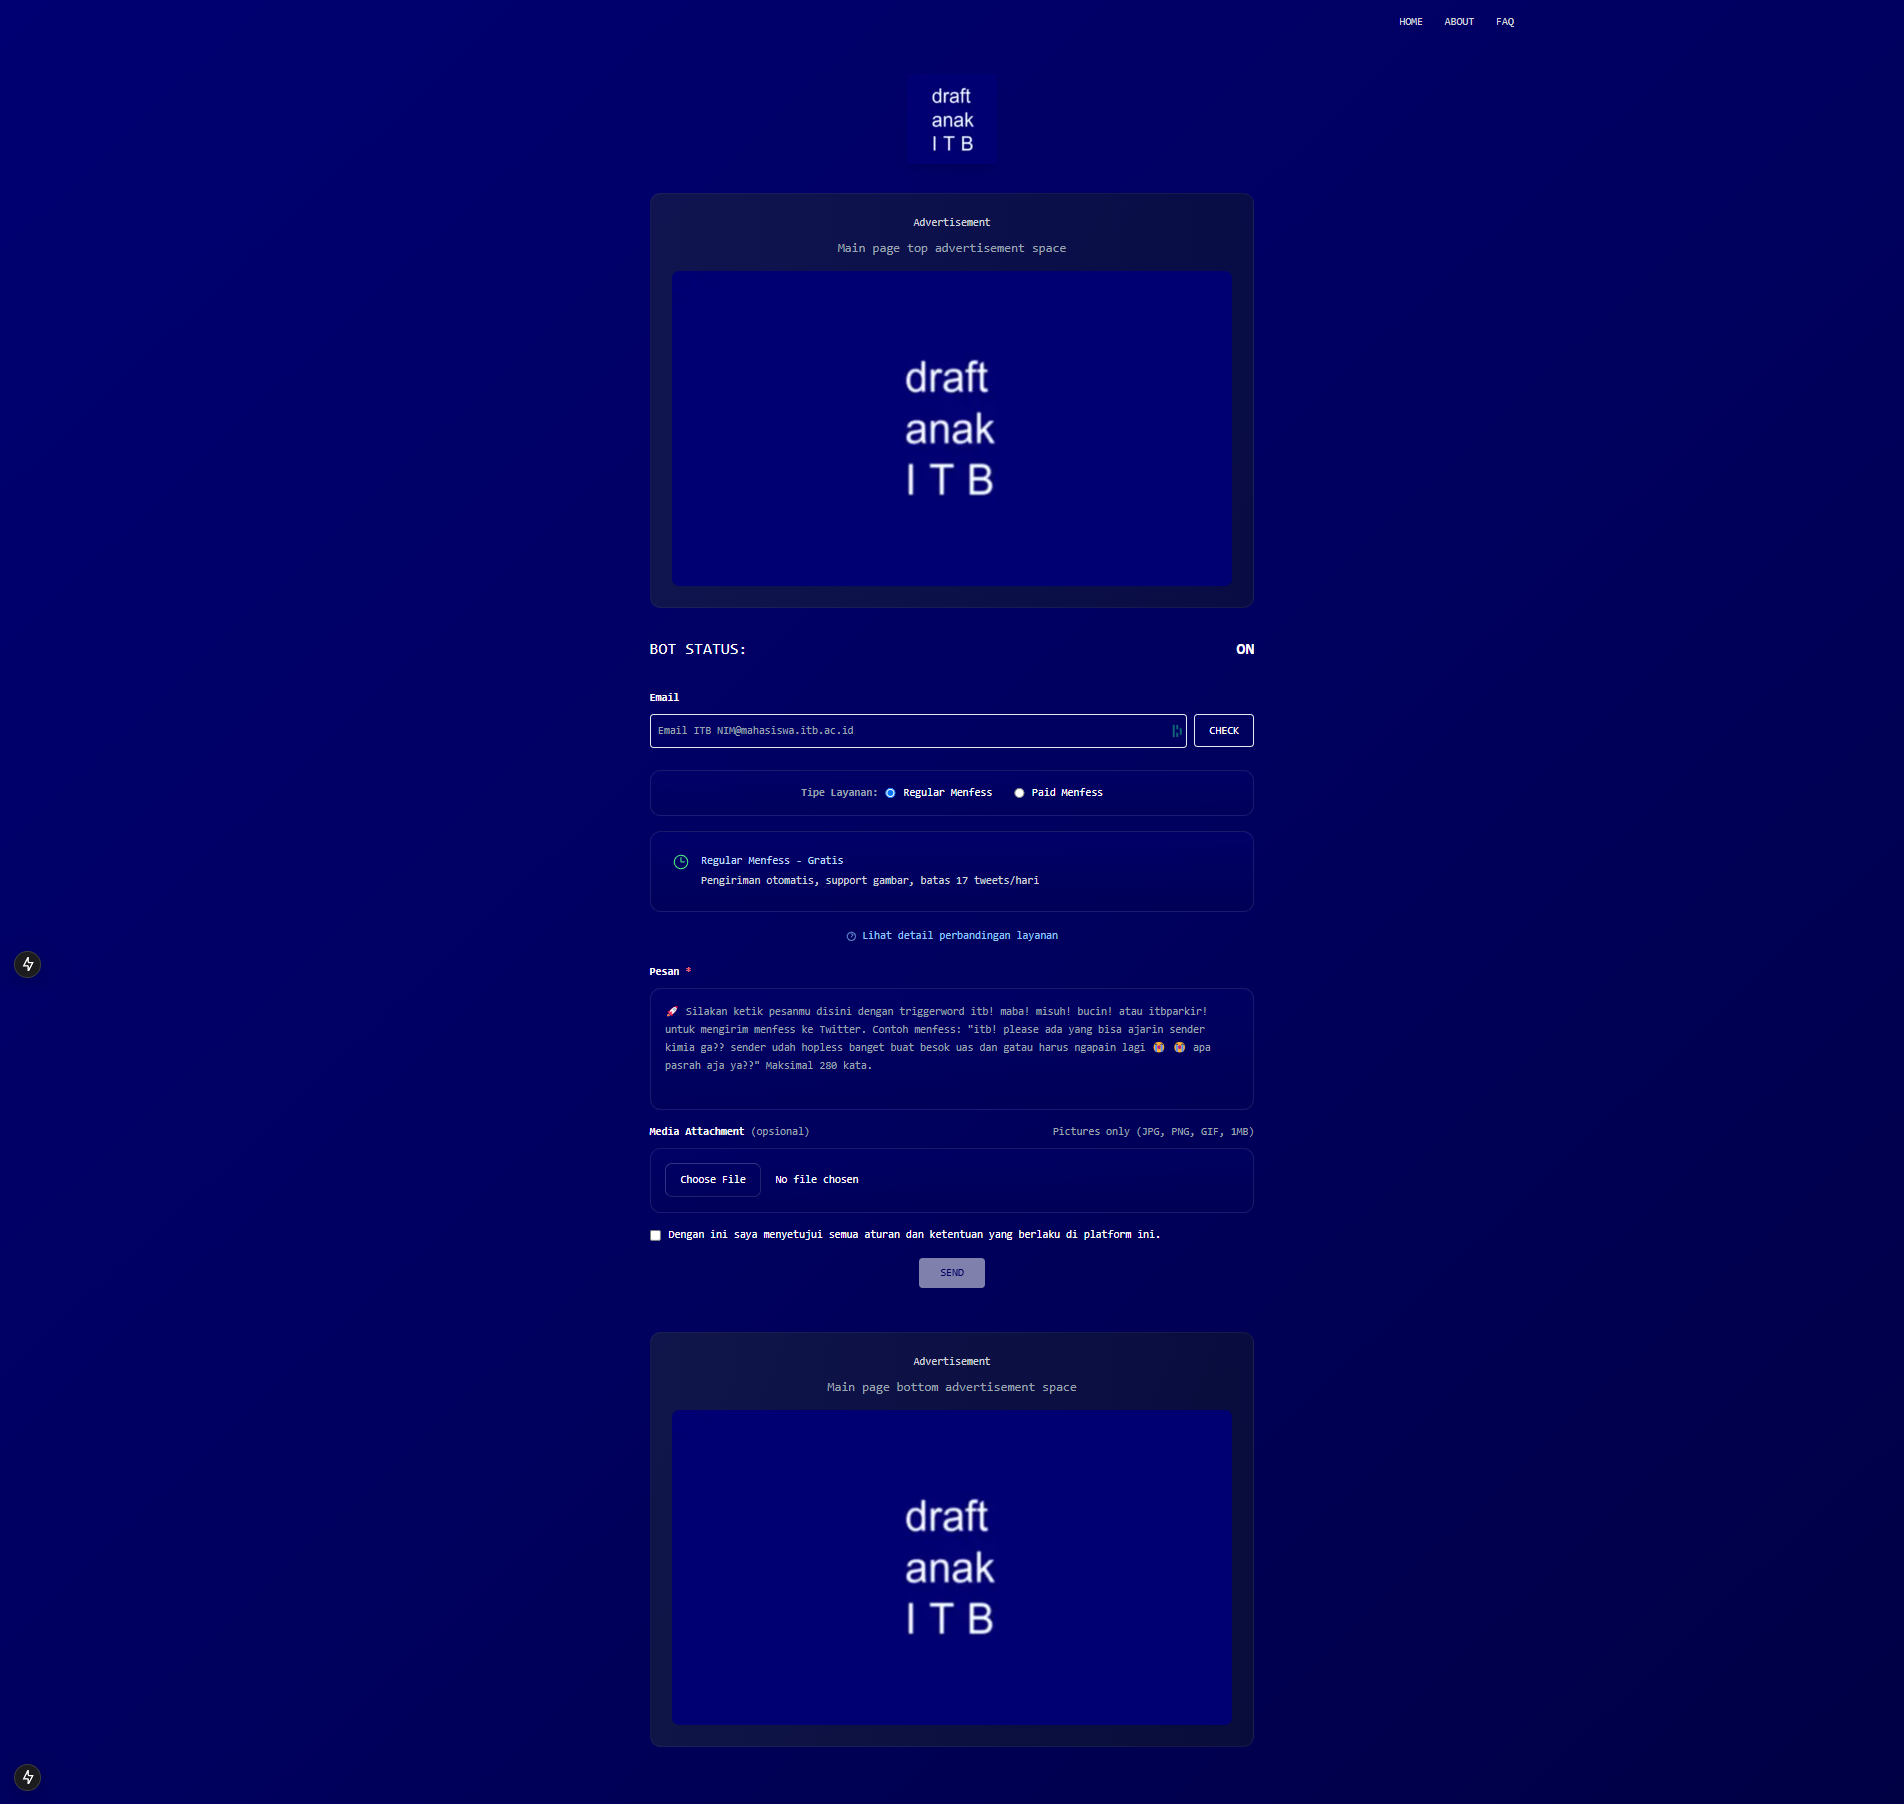 HOME ABOUT FAQ
draft
anak
I T B
Advertisement
Main page top advertisement space
draft
anak
I T B
BOT STATUS: ON
Email
Email ITB NIM@mahasiswa.itb.ac.id CHECK
Tipe Layanan: Regular Menfess Paid Menfess
Regular Menfess - Gratis
Pengiriman otomatis, support gambar, batas 17 tweets/hari
Lihat detail perbandingan layanan
Pesan *
🚀 Silakan ketik pesanmu disini dengan triggerword itb! maba! misuh! bucin! atau itbparkir!
untuk mengirim menfess ke Twitter. Contoh menfess: "itb! please ada yang bisa ajarin sender
kimia ga?? sender udah hopless banget buat besok uas dan gatau harus ngapain lagi 😭 😭 apa
pasrah aja ya??" Maksimal 280 kata.
Media Attachment (opsional) Pictures only (JPG, PNG, GIF, 1MB)
Choose File No file chosen
Dengan ini saya menyetujui semua aturan dan ketentuan yang berlaku di platform ini.
SEND
Advertisement
Main page bottom advertisement space
draft
anak
I T B